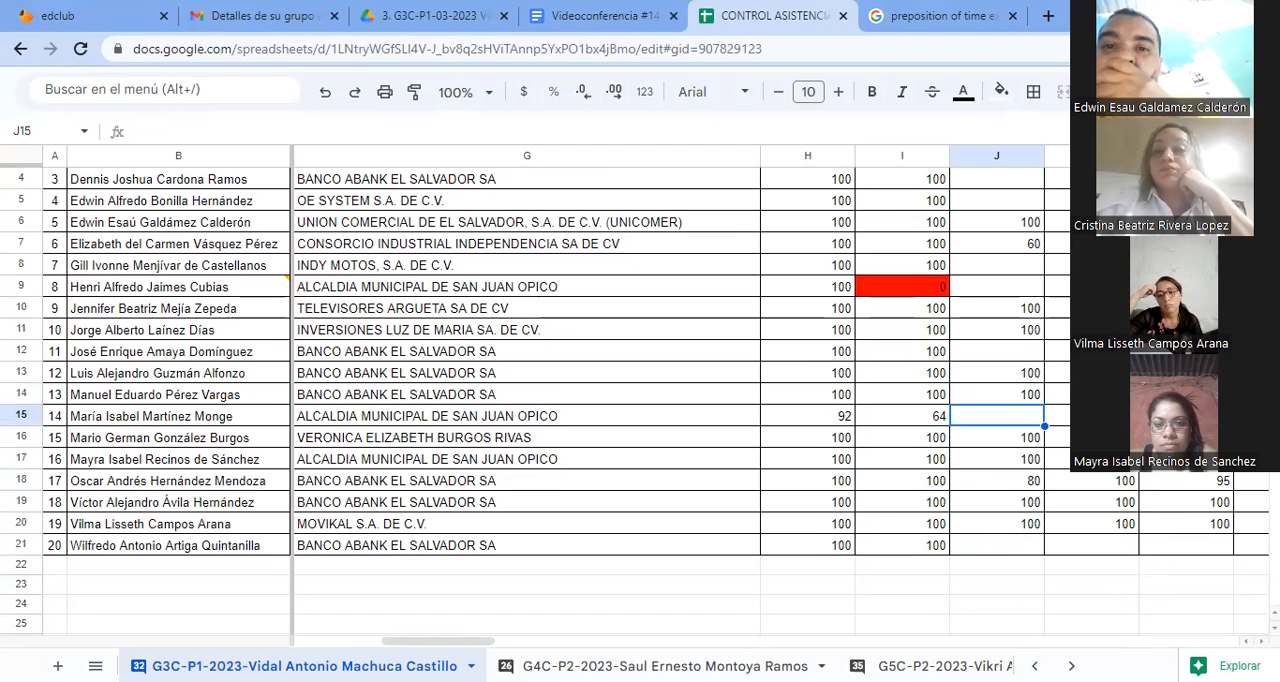 edclub
Detalles de su grupo
3. G3C-P1-03-2023 V
Videoconferencia #14
CONTROL ASISTENCIA
preposition of time e
docs.google.com/spreadsheets/d/1LNtryWGfSLI4V-J_bv8q2sHViTAnnp5YxPO1bx4jBmo/edit#gid=907829123
Buscar en el menú (Alt+/)
100%
$ % .0 .00 123
Arial
10
B I A
J15
fx
A B G H I J
4 3 Dennis Joshua Cardona Ramos BANCO ABANK EL SALVADOR SA 100 100
5 4 Edwin Alfredo Bonilla Hernández OE SYSTEM S.A. DE C.V. 100 100
6 5 Edwin Esaú Galdámez Calderón UNION COMERCIAL DE EL SALVADOR, S.A. DE C.V. (UNICOMER) 100 100 100
7 6 Elizabeth del Carmen Vásquez Pérez CONSORCIO INDUSTRIAL INDEPENDENCIA SA DE CV 100 100 60
8 7 Gill Ivonne Menjívar de Castellanos INDY MOTOS, S.A. DE C.V. 100 100
9 8 Henri Alfredo Jaimes Cubias ALCALDIA MUNICIPAL DE SAN JUAN OPICO 100 0
10 9 Jennifer Beatriz Mejía Zepeda TELEVISORES ARGUETA SA DE CV 100 100 100
11 10 Jorge Alberto Laínez Días INVERSIONES LUZ DE MARIA SA. DE CV. 100 100 100
12 11 José Enrique Amaya Domínguez BANCO ABANK EL SALVADOR SA 100 100
13 12 Luis Alejandro Guzmán Alfonzo BANCO ABANK EL SALVADOR SA 100 100 100
14 13 Manuel Eduardo Pérez Vargas BANCO ABANK EL SALVADOR SA 100 100 100
15 14 María Isabel Martínez Monge ALCALDIA MUNICIPAL DE SAN JUAN OPICO 92 64
16 15 Mario German González Burgos VERONICA ELIZABETH BURGOS RIVAS 100 100 100
17 16 Mayra Isabel Recinos de Sánchez ALCALDIA MUNICIPAL DE SAN JUAN OPICO 100 100 100
18 17 Oscar Andrés Hernández Mendoza BANCO ABANK EL SALVADOR SA 100 100 80 100 95
19 18 Víctor Alejandro Ávila Hernández BANCO ABANK EL SALVADOR SA 100 100 100 100 100
20 19 Vilma Lisseth Campos Arana MOVIKAL S.A. DE C.V. 100 100 100 100 100
21 20 Wilfredo Antonio Artiga Quintanilla BANCO ABANK EL SALVADOR SA 100 100
22
23
24
25
32 G3C-P1-2023-Vidal Antonio Machuca Castillo
26 G4C-P2-2023-Saul Ernesto Montoya Ramos
35 G5C-P2-2023-Vikri A
Explorar
Edwin Esau Galdamez Calderón
Cristina Beatriz Rivera Lopez
Vilma Lisseth Campos Arana
Mayra Isabel Recinos de Sanchez